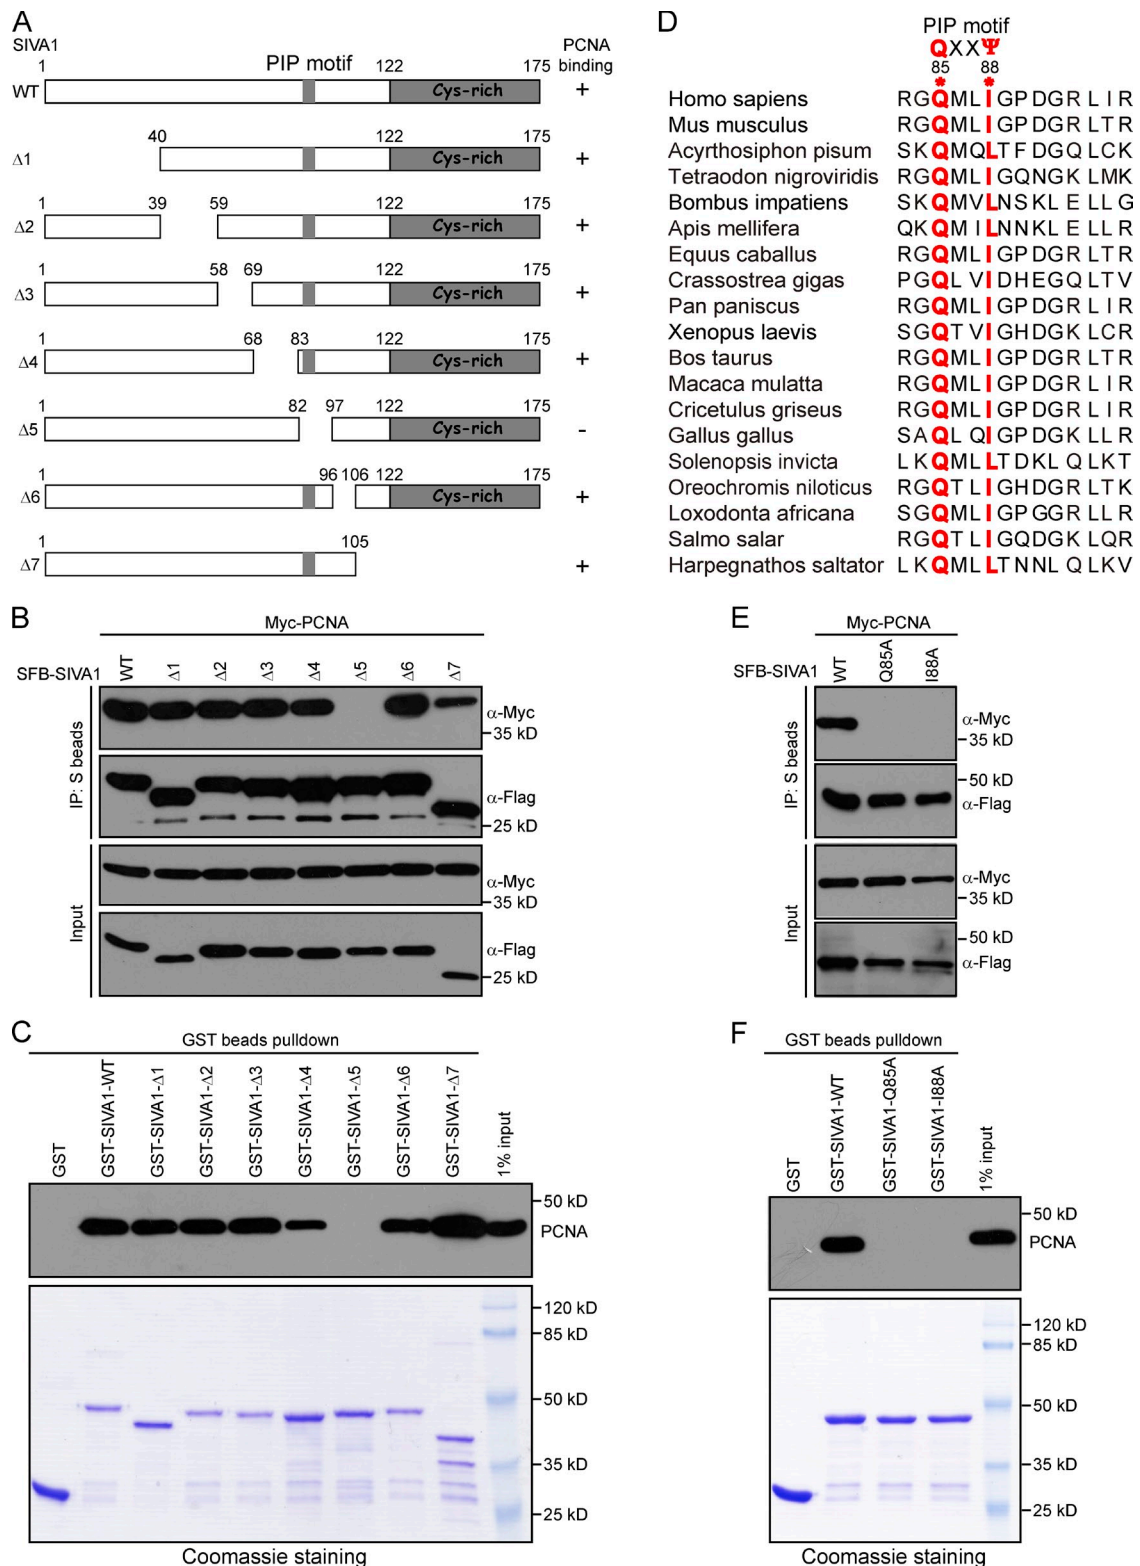 A
SIVA1
PIP motif
PCNA binding
WT 1 122 175 Cys-rich +
Δ1 40 122 175 Cys-rich +
Δ2 1 39 59 122 175 Cys-rich +
Δ3 1 58 69 122 175 Cys-rich +
Δ4 1 68 83 122 175 Cys-rich +
Δ5 1 82 97 122 175 Cys-rich -
Δ6 1 96 106 122 175 Cys-rich +
Δ7 1 105 +
D
PIP motif
QXXΨ
85 88
* *
Homo sapiens RGQMLIGPDGRLIR
Mus musculus RGQMLIGPDGRLTR
Acyrthosiphon pisum SKQMQLTFDGQLCK
Tetraodon nigroviridis RGQMLIGQNGKLMK
Bombus impatiens SKQMVLNSKLELLG
Apis mellifera QKQMILNNKLELLR
Equus caballus RGQMLIGPDGRLTR
Crassostrea gigas PGQLVIDHEGQLTV
Pan paniscus RGQMLIGPDGRLIR
Xenopus laevis SGQTVIGHDGKLCR
Bos taurus RGQMLIGPDGRLTR
Macaca mulatta RGQMLIGPDGRLIR
Cricetulus griseus RGQMLIGPDGRLIR
Gallus gallus SAQLQIGPDGKLLR
Solenopsis invicta LKQMLLTDKLQLKT
Oreochromis niloticus RGQTLIGHDGRLTK
Loxodonta africana SGQMLIGPGGRLLR
Salmo salar RGQTLIGQDGKLQR
Harpegnathos saltator LKQMLLTNNLQLKV
B
Myc-PCNA
SFB-SIVA1 WT Δ1 Δ2 Δ3 Δ4 Δ5 Δ6 Δ7
IP: S beads
α-Myc
35 kD
α-Flag
25 kD
Input
α-Myc
35 kD
α-Flag
25 kD
E
Myc-PCNA
SFB-SIVA1 WT Q85A I88A
IP: S beads
α-Myc
35 kD
50 kD
α-Flag
Input
α-Myc
35 kD
50 kD
α-Flag
C
GST beads pulldown
GST GST-SIVA1-WT GST-SIVA1-Δ1 GST-SIVA1-Δ2 GST-SIVA1-Δ3 GST-SIVA1-Δ4 GST-SIVA1-Δ5 GST-SIVA1-Δ6 GST-SIVA1-Δ7 1% input
50 kD
PCNA
120 kD
85 kD
50 kD
35 kD
25 kD
Coomassie staining
F
GST beads pulldown
GST GST-SIVA1-WT GST-SIVA1-Q85A GST-SIVA1-I88A 1% input
50 kD
PCNA
120 kD
85 kD
50 kD
35 kD
25 kD
Coomassie staining